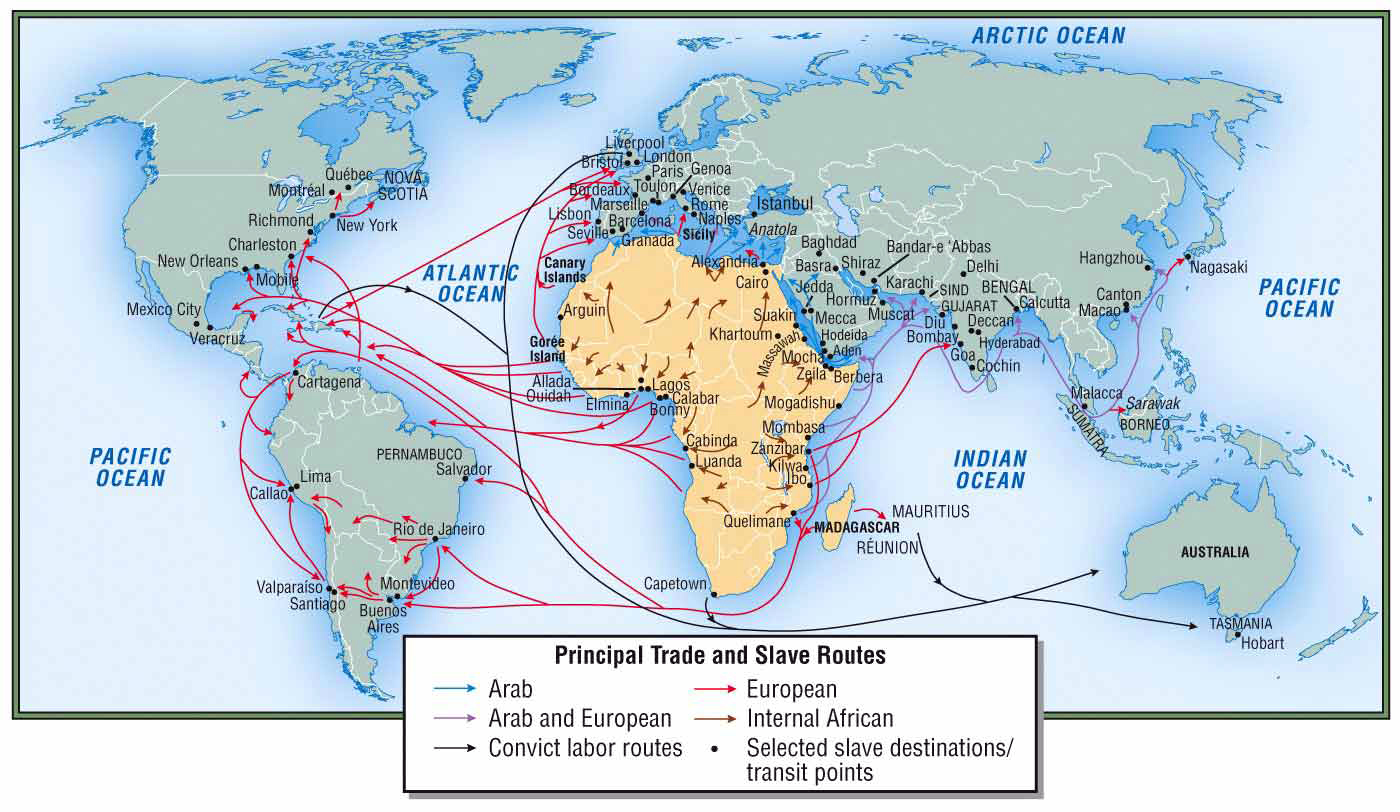 ARCTIC OCEAN
Liverpool
Bristol
London
Paris
Genoa
Québec
NOVA
SCOTIA
Montréal
Bordeaux
Toulon
Venice
Marseille
Rome
Istanbul
Richmond
New York
Lisbon
Barcelona
Naples
Anatola
Seville
Sicily
Granada
Charleston
Baghdad
Bandar-e ‘Abbas
New Orleans
Mobile
ATLANTIC
OCEAN
Canary
Islands
Alexandria
Basra
Shiraz
Delhi
Hangzhou
Nagasaki
Cairo
Jedda
Karachi
SIND
BENGAL
PACIFIC
OCEAN
Mexico City
Veracruz
Arguin
Suakin
Mecca
Hormuz
Muscat
GUJARAT
Calcutta
Canton
Macao
Diu
Deccan
Khartoum
Massawah
Hodeida
Bombay
Hyderabad
Gorée
Island
Mocha
Aden
Goa
Zeila
Berbera
Cochin
Cartagena
Allada
Ouidah
Lagos
Elmina
Calabar
Bonny
Mogadishu
Malacca
Sarawak
SUMATRA
BORNEO
Mombasa
PACIFIC
OCEAN
PERNAMBUCO
Salvador
Cabinda
Luanda
Zanzibar
Kilwa
Ibo
INDIAN
OCEAN
Lima
Callao
Rio de Janeiro
Quelimane
MADAGASCAR
MAURITIUS
RÉUNION
AUSTRALIA
Valparaíso
Santiago
Montevideo
Buenos
Aires
Capetown
TASMANIA
Hobart
Principal Trade and Slave Routes
Arab
European
Arab and European
Internal African
Convict labor routes
Selected slave destinations/
transit points